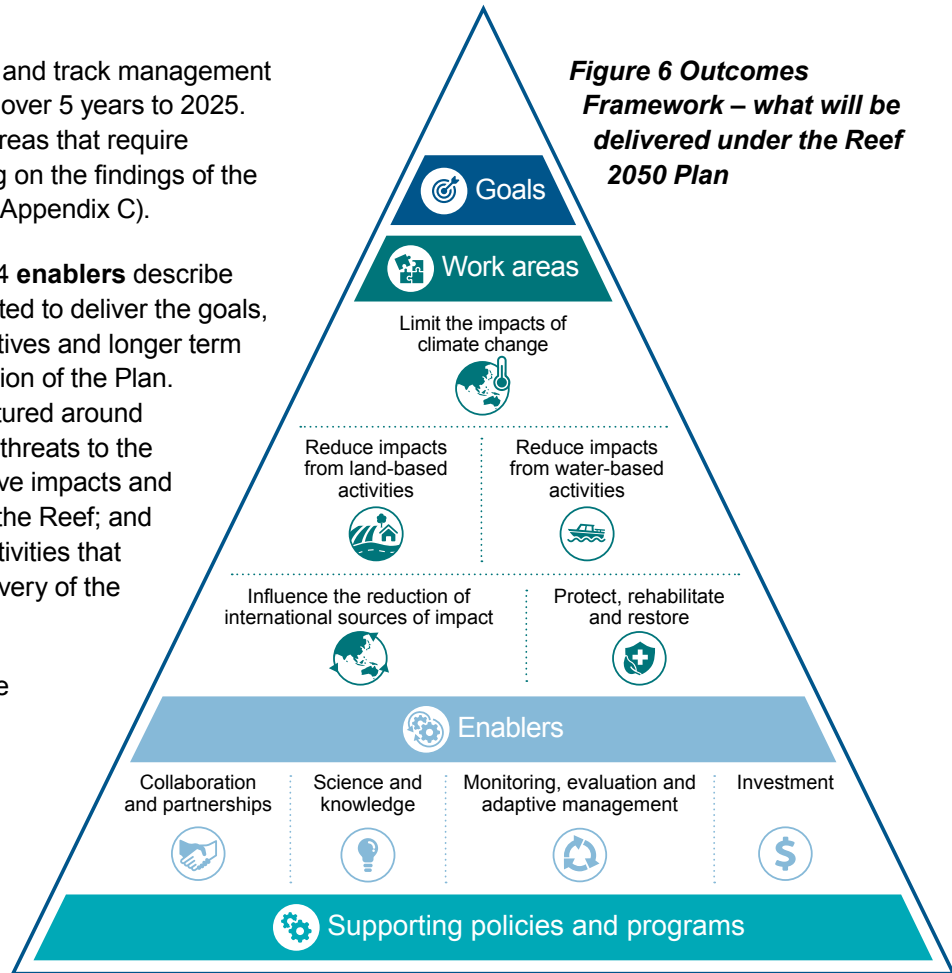 and track management
over 5 years to 2025.
reas that require
g on the findings of the
Appendix C).
4 enablers describe
ted to deliver the goals,
tives and longer term
tion of the Plan.
tured around
threats to the
ve impacts and
the Reef; and
tivities that
very of the
e
Figure 6 Outcomes
Framework – what will be
delivered under the Reef
2050 Plan
Goals
Work areas
Limit the impacts of
climate change
Reduce impacts
from land-based
activities
Reduce impacts
from water-based
activities
Influence the reduction of
international sources of impact
Protect, rehabilitate
and restore
Enablers
Collaboration
and partnerships
Science and
knowledge
Monitoring, evaluation and
adaptive management
Investment
$
Supporting policies and programs